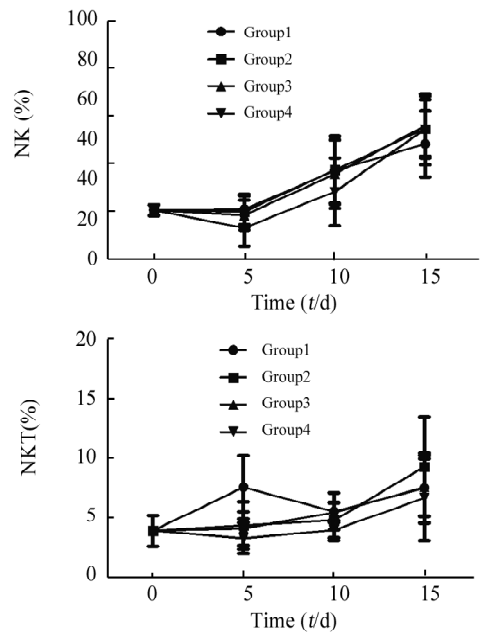 NK (%)
100
80
60
40
20
0
Group1
Group2
Group3
Group4
0 5 10 15
Time (t/d)
NKT(%)
20
15
10
5
0
Group1
Group2
Group3
Group4
0 5 10 15
Time (t/d)